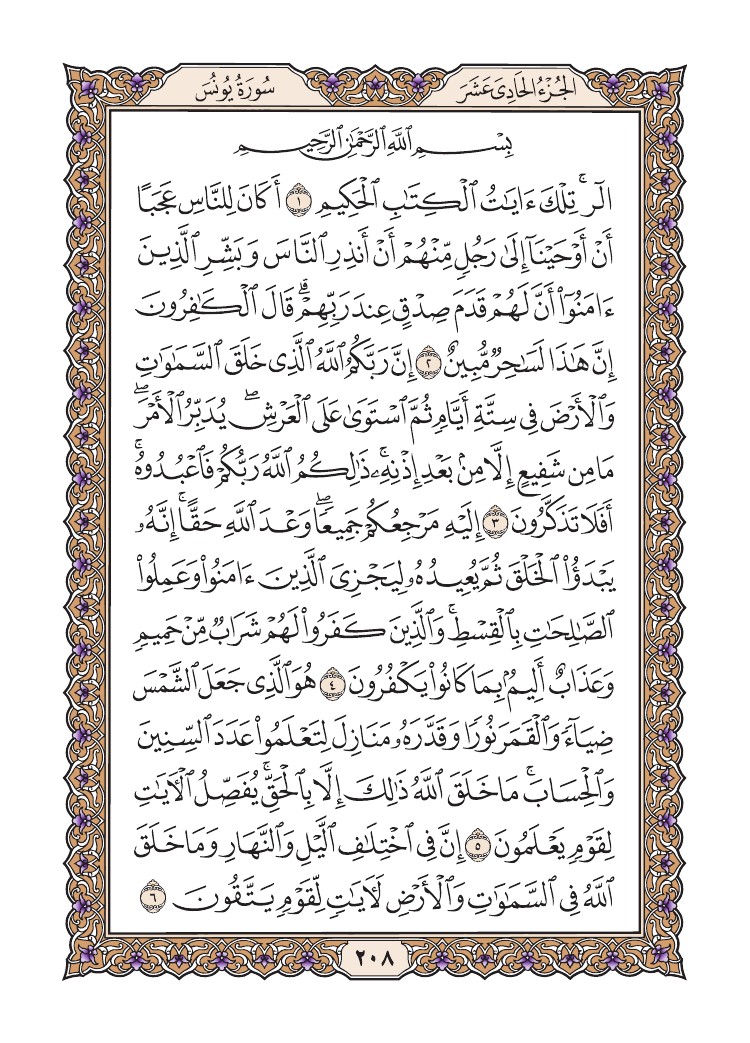 الجُزْءُ الحَادِىَ عَشَرَ
سُورَةُ يُونُسَ
بِسْمِ ٱللَّهِ ٱلرَّحْمَٰنِ ٱلرَّحِيمِ
الٓرۚ تِلْكَ ءَايَٰتُ ٱلْكِتَٰبِ ٱلْحَكِيمِ ١ أَكَانَ لِلنَّاسِ عَجَبًا
أَنْ أَوْحَيْنَآ إِلَىٰ رَجُلٍ مِّنْهُمْ أَنْ أَنذِرِ ٱلنَّاسَ وَبَشِّرِ ٱلَّذِينَ
ءَامَنُوٓا۟ أَنَّ لَهُمْ قَدَمَ صِدْقٍ عِندَ رَبِّهِمْۗ قَالَ ٱلْكَٰفِرُونَ
إِنَّ هَٰذَا لَسَٰحِرٌ مُّبِينٌ ٢ إِنَّ رَبَّكُمُ ٱللَّهُ ٱلَّذِى خَلَقَ ٱلسَّمَٰوَٰتِ
وَٱلْأَرْضَ فِى سِتَّةِ أَيَّامٍ ثُمَّ ٱسْتَوَىٰ عَلَى ٱلْعَرْشِۖ يُدَبِّرُ ٱلْأَمْرَۖ
مَا مِن شَفِيعٍ إِلَّا مِنۢ بَعْدِ إِذْنِهِۦۚ ذَٰلِكُمُ ٱللَّهُ رَبُّكُمْ فَٱعْبُدُوهُۚ
أَفَلَا تَذَكَّرُونَ ٣ إِلَيْهِ مَرْجِعُكُمْ جَمِيعًاۖ وَعْدَ ٱللَّهِ حَقًّاۚ إِنَّهُۥ
يَبْدَؤُا۟ ٱلْخَلْقَ ثُمَّ يُعِيدُهُۥ لِيَجْزِىَ ٱلَّذِينَ ءَامَنُوا۟ وَعَمِلُوا۟
ٱلصَّٰلِحَٰتِ بِٱلْقِسْطِۚ وَٱلَّذِينَ كَفَرُوا۟ لَهُمْ شَرَابٌ مِّنْ حَمِيمٍ
وَعَذَابٌ أَلِيمٌۢ بِمَا كَانُوا۟ يَكْفُرُونَ ٤ هُوَ ٱلَّذِى جَعَلَ ٱلشَّمْسَ
ضِيَآءً وَٱلْقَمَرَ نُورًا وَقَدَّرَهُۥ مَنَازِلَ لِتَعْلَمُوا۟ عَدَدَ ٱلسِّنِينَ
وَٱلْحِسَابَۚ مَا خَلَقَ ٱللَّهُ ذَٰلِكَ إِلَّا بِٱلْحَقِّۚ يُفَصِّلُ ٱلْءَايَٰتِ
لِقَوْمٍ يَعْلَمُونَ ٥ إِنَّ فِى ٱخْتِلَٰفِ ٱلَّيْلِ وَٱلنَّهَارِ وَمَا خَلَقَ
ٱللَّهُ فِى ٱلسَّمَٰوَٰتِ وَٱلْأَرْضِ لَءَايَٰتٍ لِّقَوْمٍ يَتَّقُونَ ٦
٢٠٨